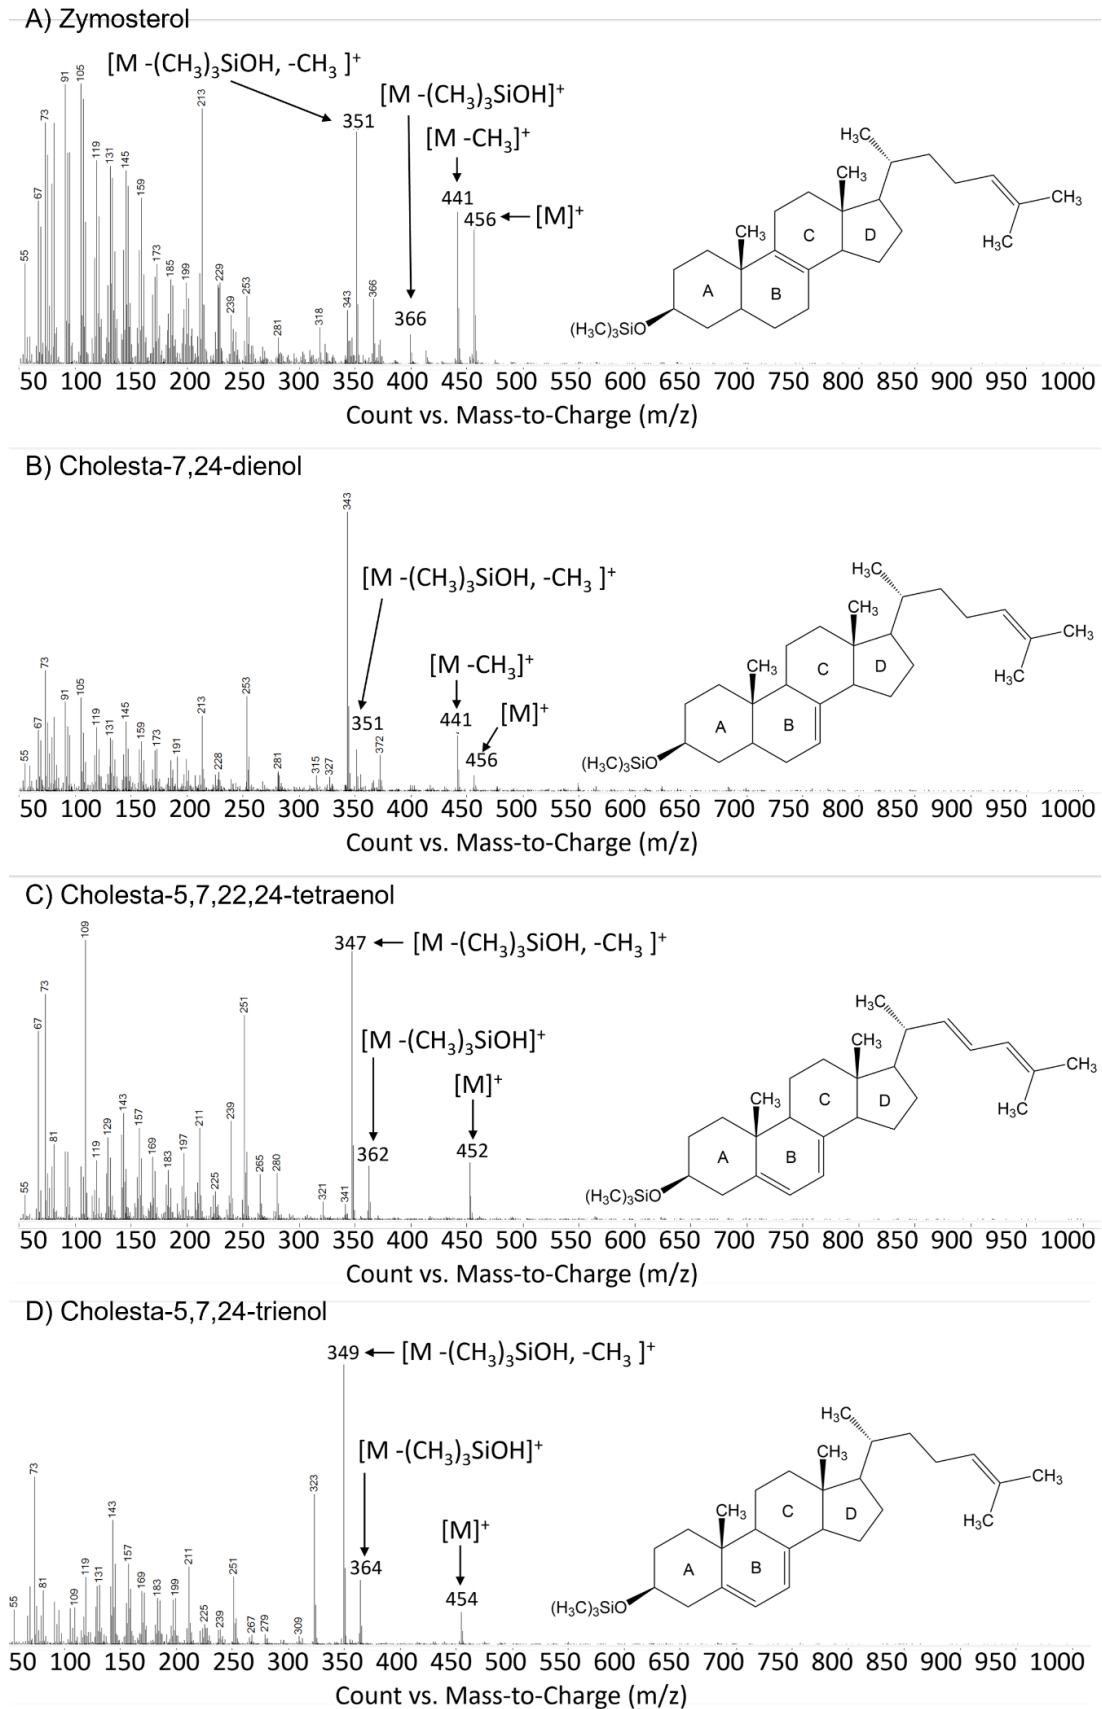 A) Zymosterol
[M -(CH₃)₃SiOH, -CH₃ ]⁺
[M -(CH₃)₃SiOH]⁺
[M -CH₃]⁺
[M]⁺
351
441
456
366
55
67
73
91
105
119
131
145
159
173
185
199
213
229
239
253
281
318
343
366
H₃C
CH₃
CH₃
CH₃
H₃C
A
B
C
D
(H₃C)₃SiO
50 100 150 200 250 300 350 400 450 500 550 600 650 700 750 800 850 900 950 1000
Count vs. Mass-to-Charge (m/z)
B) Cholesta-7,24-dienol
[M -(CH₃)₃SiOH, -CH₃ ]⁺
[M -CH₃]⁺
[M]⁺
351
441
456
55
67
73
91
105
119
131
145
159
173
191
213
228
253
281
315
327
343
372
H₃C
CH₃
CH₃
CH₃
H₃C
A
B
C
D
(H₃C)₃SiO
50 100 150 200 250 300 350 400 450 500 550 600 650 700 750 800 850 900 950 1000
Count vs. Mass-to-Charge (m/z)
C) Cholesta-5,7,22,24-tetraenol
347
[M -(CH₃)₃SiOH, -CH₃ ]⁺
[M -(CH₃)₃SiOH]⁺
[M]⁺
362
452
55
67
73
81
109
119
129
143
157
169
183
197
211
225
239
251
265
280
321
341
H₃C
CH₃
CH₃
CH₃
H₃C
A
B
C
D
(H₃C)₃SiO
50 100 150 200 250 300 350 400 450 500 550 600 650 700 750 800 850 900 950 1000
Count vs. Mass-to-Charge (m/z)
D) Cholesta-5,7,24-trienol
349
[M -(CH₃)₃SiOH, -CH₃ ]⁺
[M -(CH₃)₃SiOH]⁺
[M]⁺
364
454
55
73
81
109
119
131
143
157
169
183
199
211
225
239
251
267
279
309
323
H₃C
CH₃
CH₃
CH₃
H₃C
A
B
C
D
(H₃C)₃SiO
50 100 150 200 250 300 350 400 450 500 550 600 650 700 750 800 850 900 950 1000
Count vs. Mass-to-Charge (m/z)